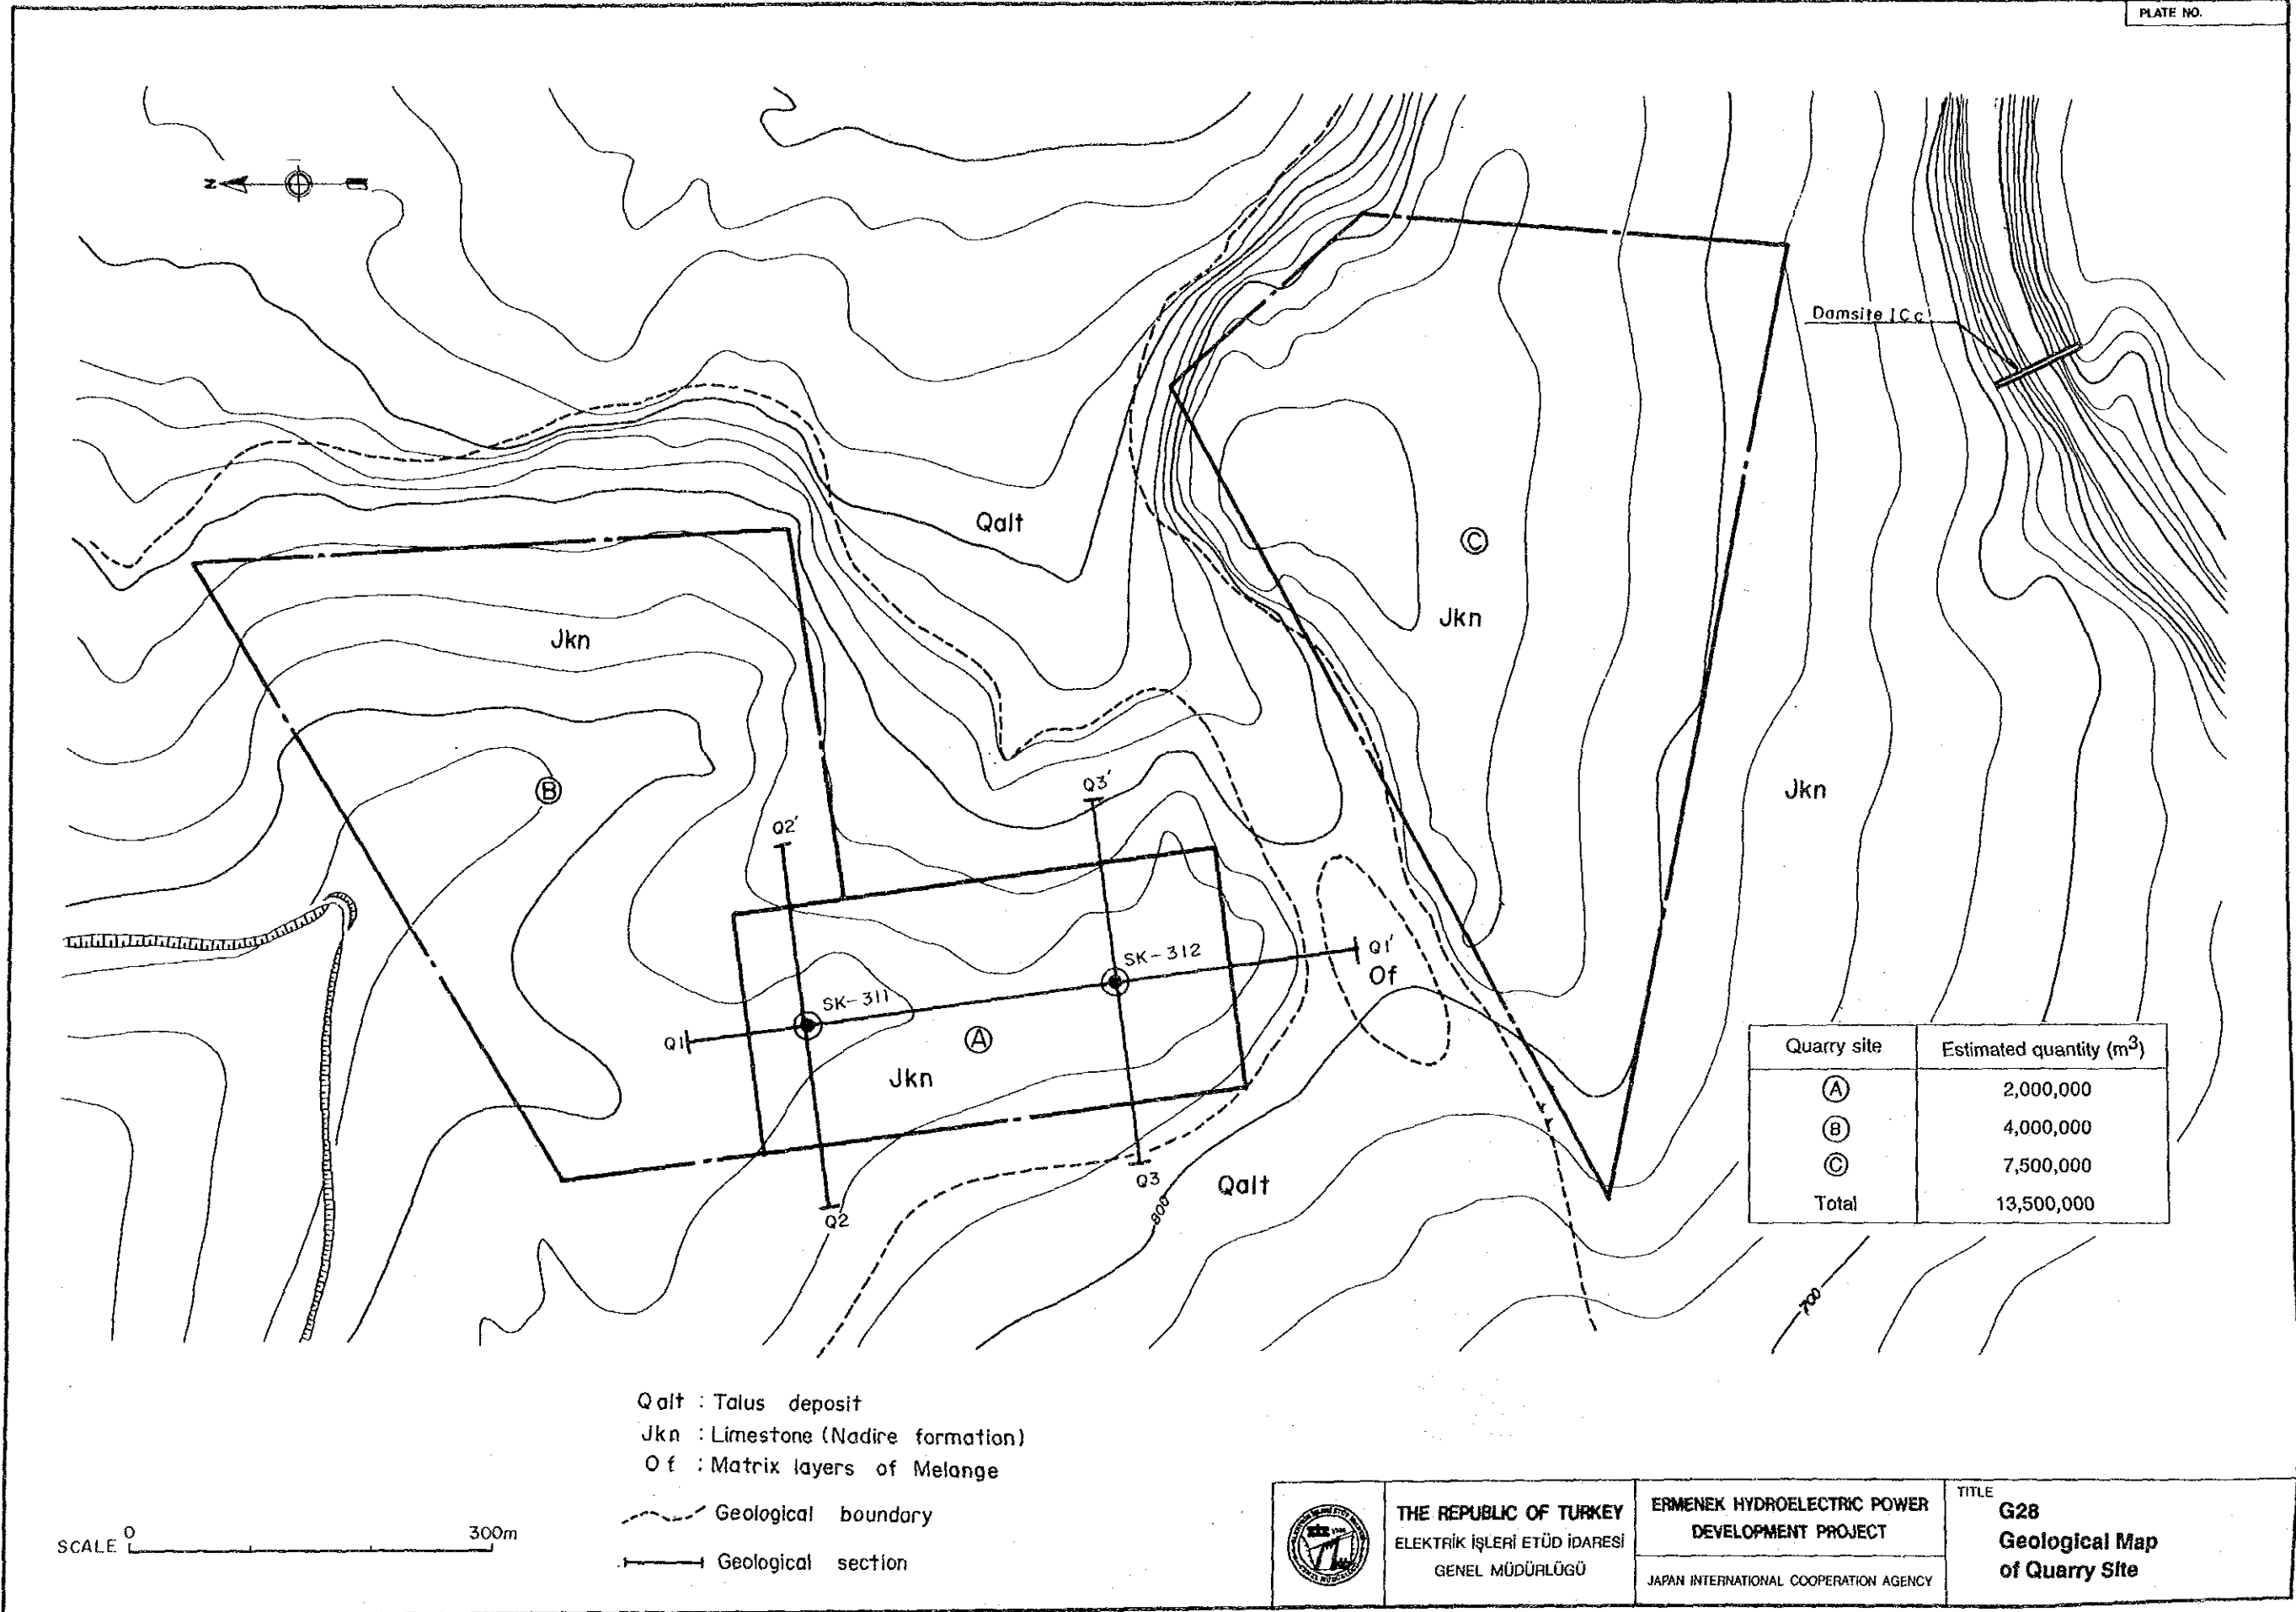 PLATE NO.
N
Damsite 1Cc
Qalt
C
Jkn
Jkn
B
Q3'
Jkn
Q2'
SK-312
Q1'
Of
SK-311
Q1
A
Jkn
Quarry site Estimated quantity (m³)
A 2,000,000
B 4,000,000
C 7,500,000
Total 13,500,000
Q3
Qalt
800
Q2
700
Qalt : Talus deposit
Jkn : Limestone (Nadire formation)
Of : Matrix layers of Melange
Geological boundary
Geological section
SCALE 0 300m
THE REPUBLIC OF TURKEY
ELEKTRİK İŞLERİ ETÜD İDARESİ
GENEL MÜDÜRLÜGÜ
ERMENEK HYDROELECTRIC POWER
DEVELOPMENT PROJECT
JAPAN INTERNATIONAL COOPERATION AGENCY
TITLE
G28
Geological Map
of Quarry Site